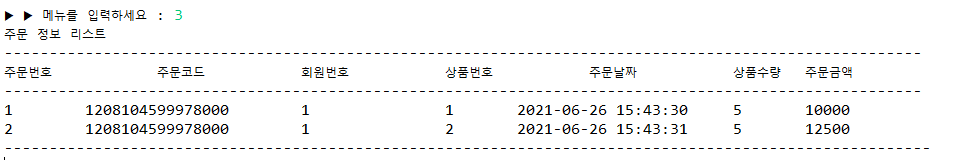 ▶ ▶ 메뉴를 입력하세요 : 3
주문 정보 리스트
------------------------------------------------------------------------------------------------------
주문번호 주문코드 회원번호 상품번호 주문날짜 상품수량 주문금액
------------------------------------------------------------------------------------------------------
1 1208104599978000 1 1 2021-06-26 15:43:30 5 10000
2 1208104599978000 1 2 2021-06-26 15:43:31 5 12500
-------------------------------------------------------------------------------------------------------